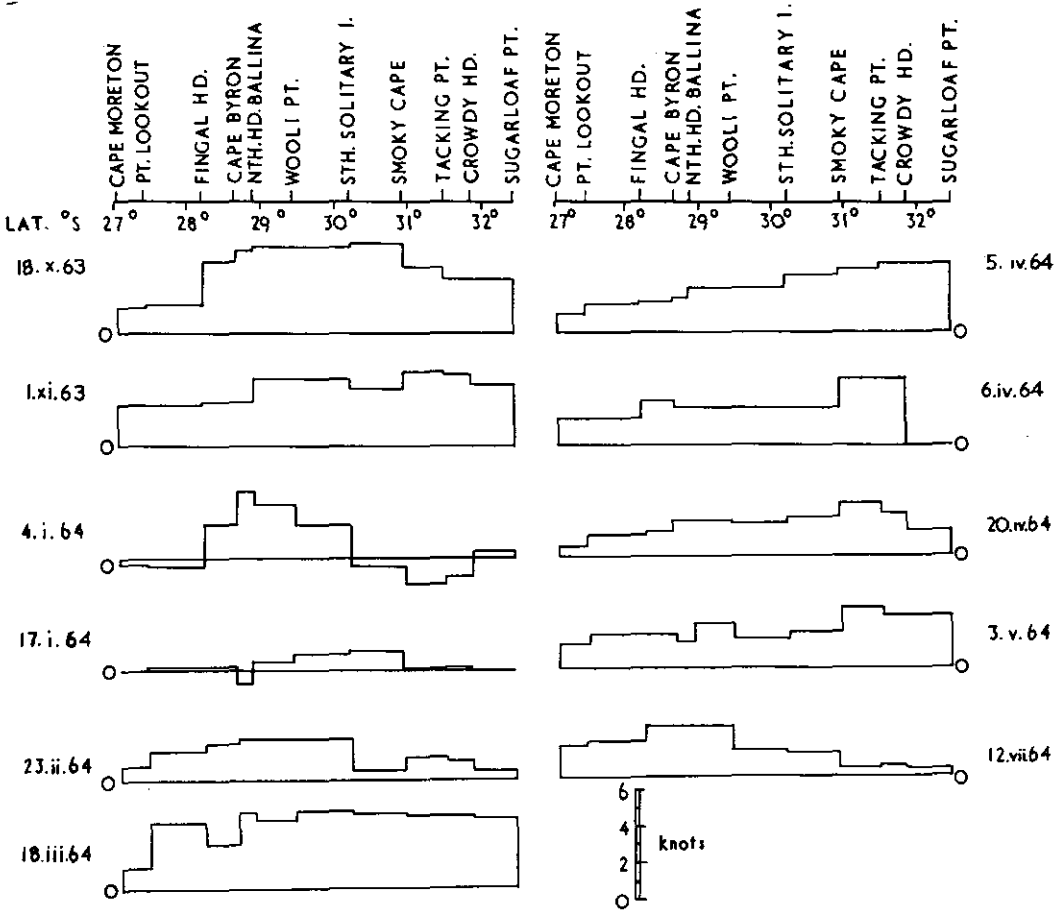 CAPE MORETON
PT. LOOKOUT
FINGAL HD.
CAPE BYRON
NTH. HD. BALLINA
WOOLI PT.
STH. SOLITARY I.
SMOKY CAPE
TACKING PT.
CROWDY HD.
SUGARLOAF PT.
CAPE MORETON
PT. LOOKOUT
FINGAL HD.
CAPE BYRON
NTH. HD. BALLINA
WOOLI PT.
STH. SOLITARY I.
SMOKY CAPE
TACKING PT.
CROWDY HD.
SUGARLOAF PT.
LAT. °S 27° 28° 29° 30° 31° 32° 27° 28° 29° 30° 31° 32°
18. x. 63
0
5. iv. 64
0
1. xi. 63
0
6. iv. 64
0
4. i. 64
0
20. iv. 64
0
17. i. 64
0
3. v. 64
0
23. ii. 64
0
12. vii 64
0
18. iii. 64
0
6
4
2
0
knots